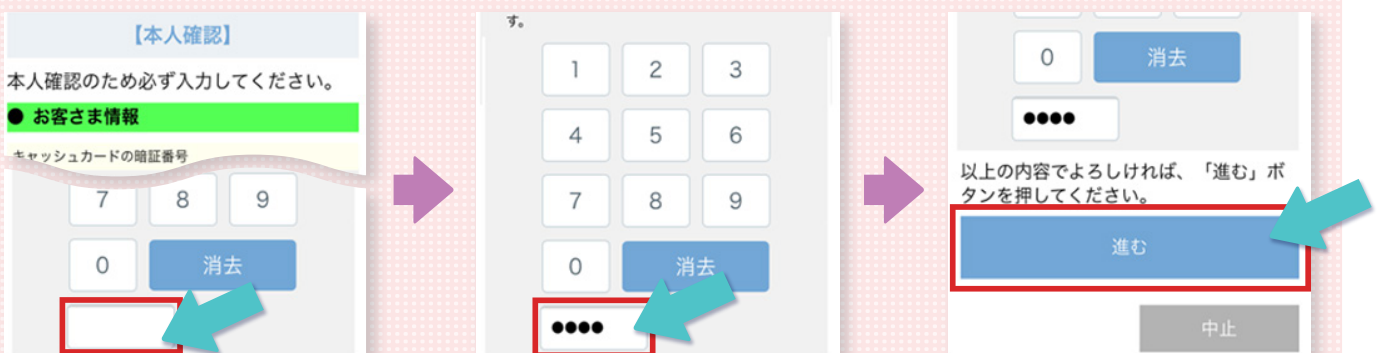 【本人確認】
本人確認のため必ず入力してください。
● お客さま情報
キャッシュカードの暗証番号
7 8 9
0 消去
す。
1 2 3
4 5 6
7 8 9
0 消去
●●●●
0 消去
●●●●
以上の内容でよろしければ、「進む」ボ
タンを押してください。
進む
中止